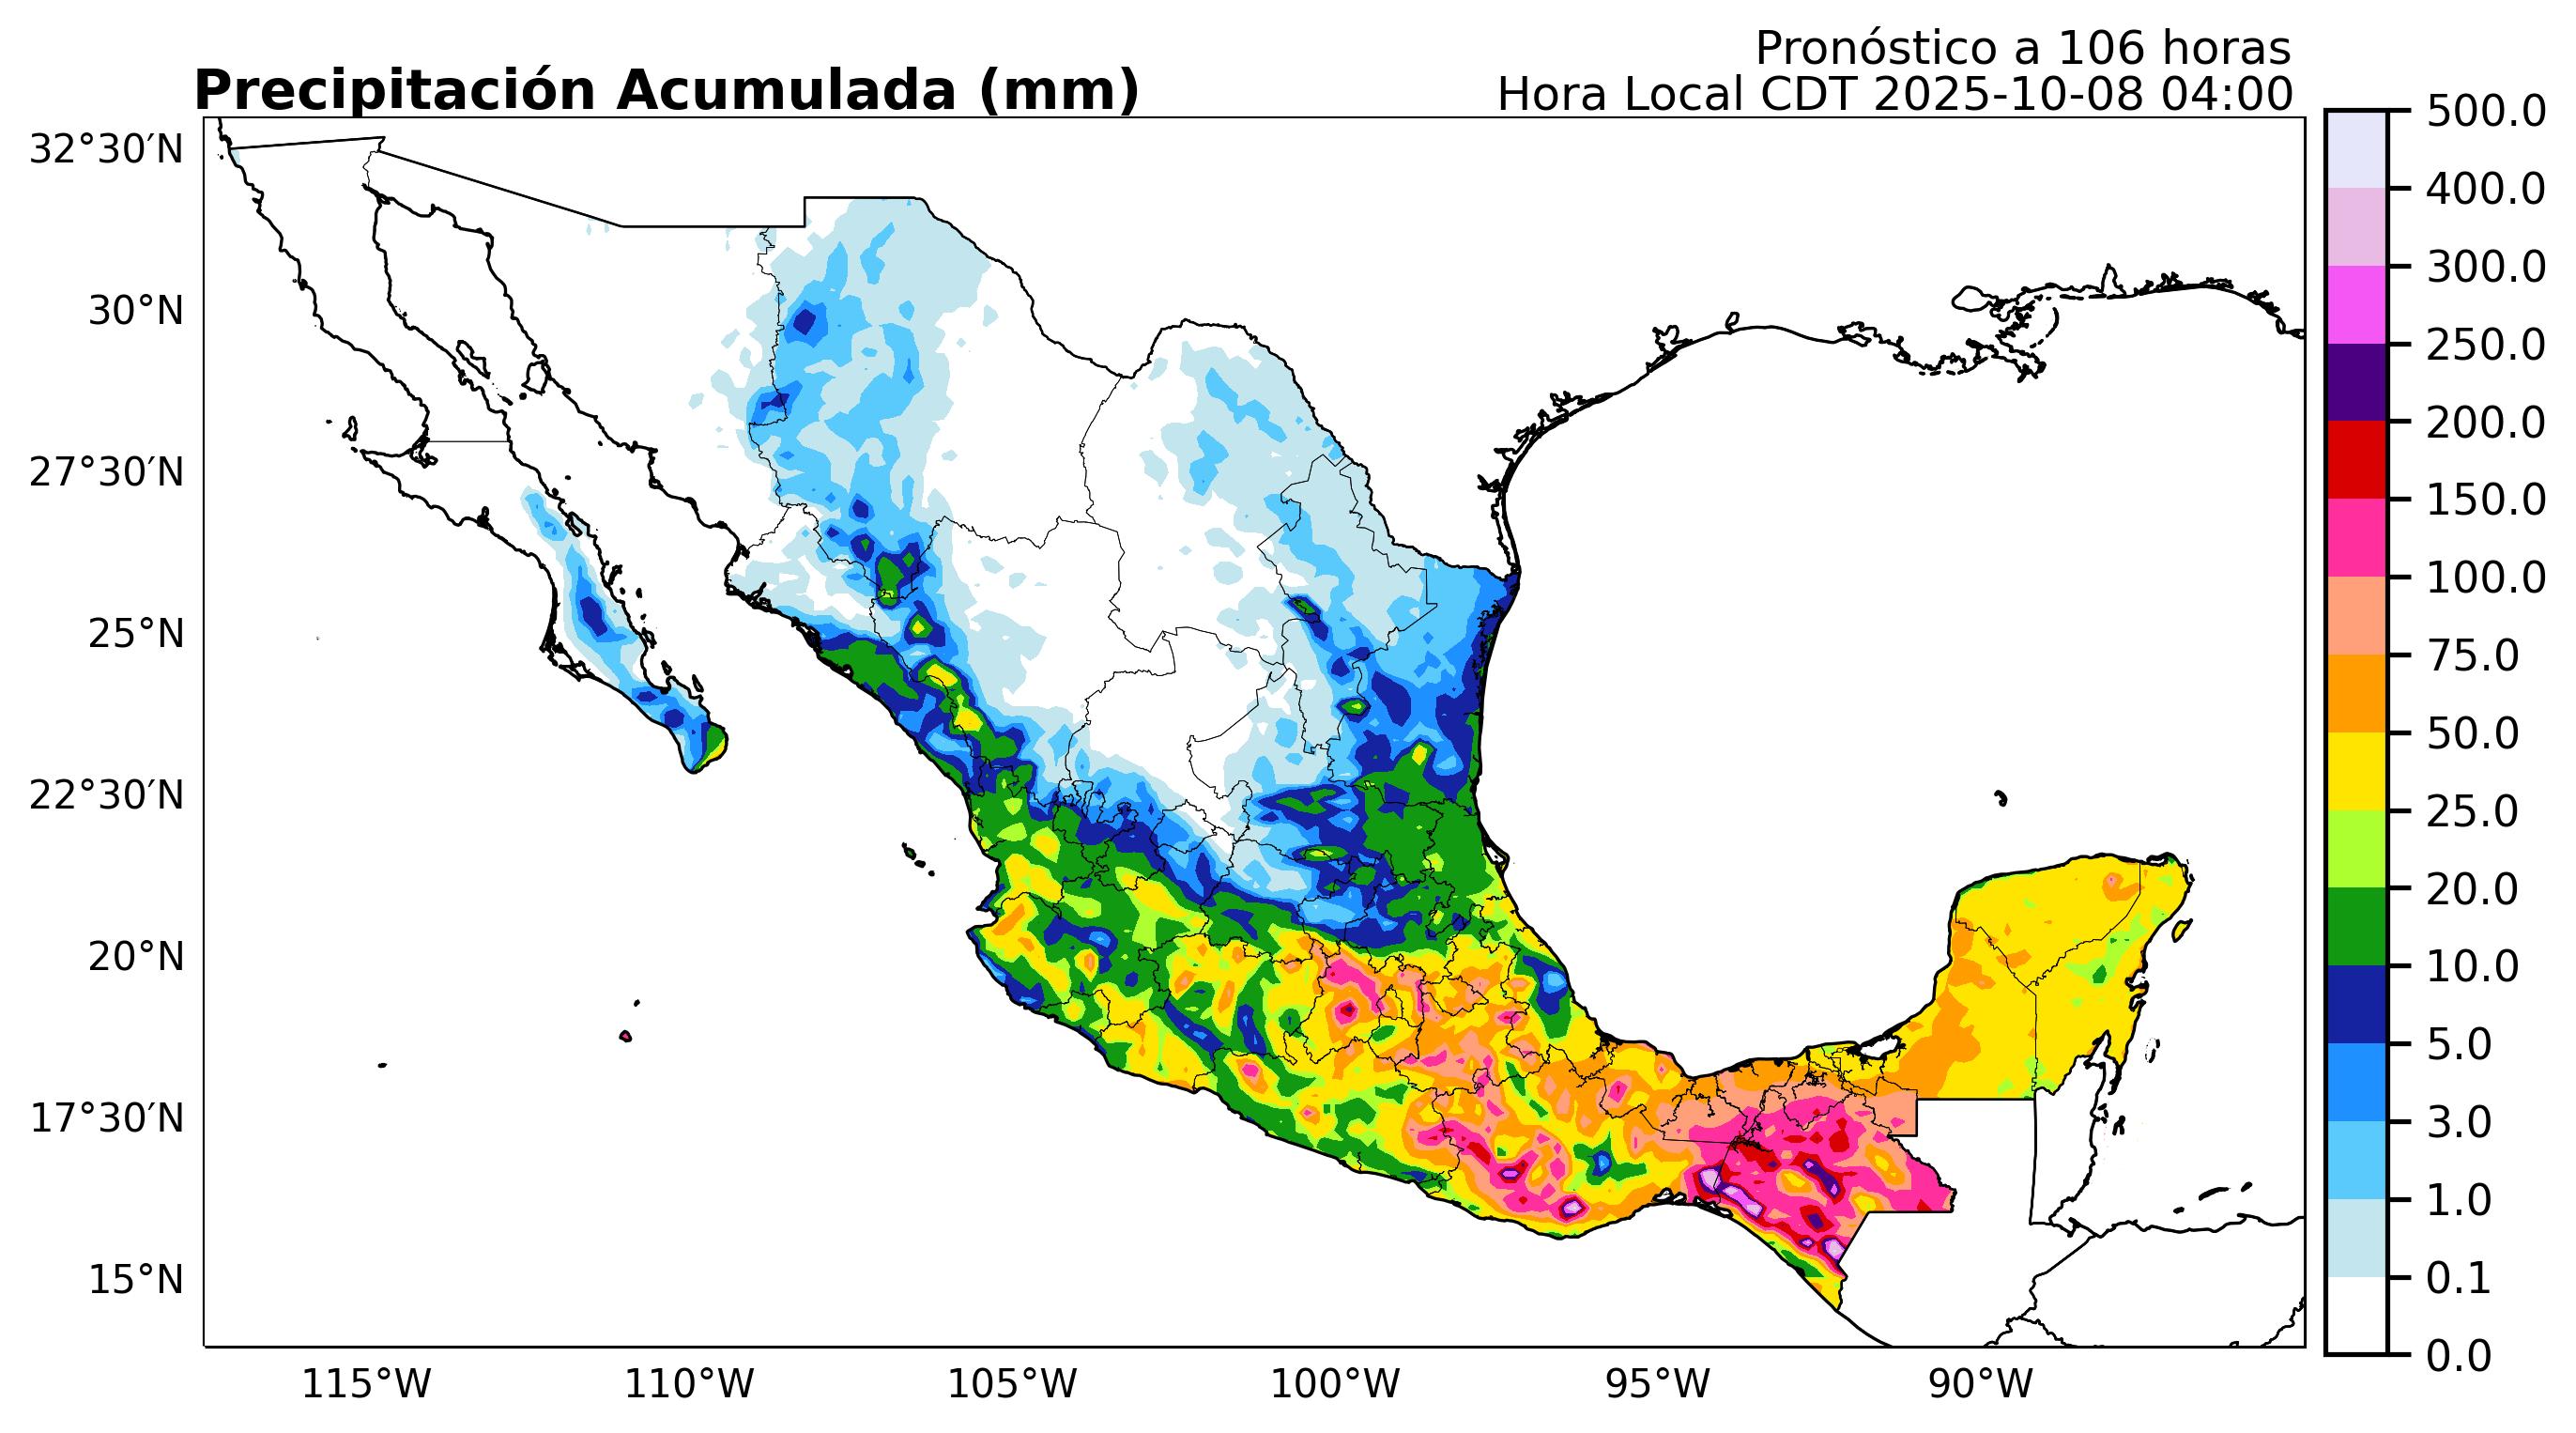 Pronóstico a 106 horas
Precipitación Acumulada (mm)
Hora Local CDT 2025-10-08 04:00
32°30′N
30°N
27°30′N
25°N
22°30′N
20°N
17°30′N
15°N
115°W
110°W
105°W
100°W
95°W
90°W
500.0
400.0
300.0
250.0
200.0
150.0
100.0
75.0
50.0
25.0
20.0
10.0
5.0
3.0
1.0
0.1
0.0